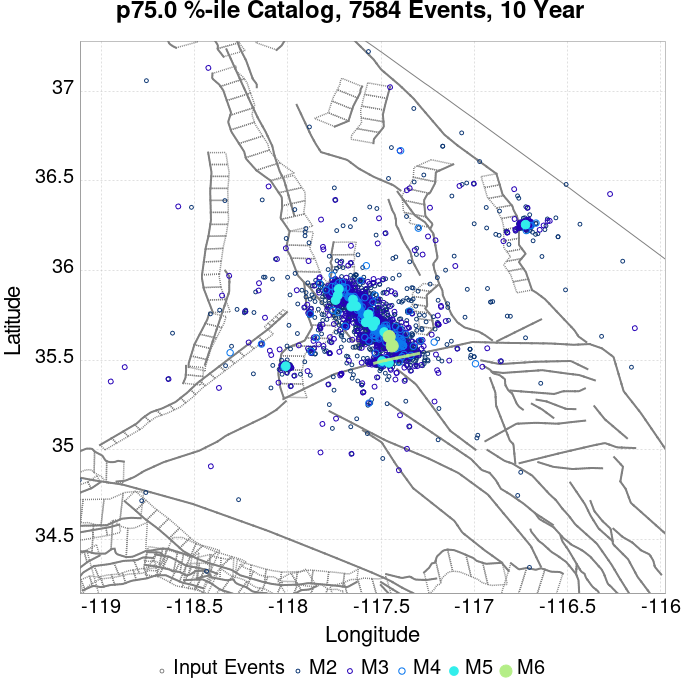 p75.0 %-ile Catalog, 7584 Events, 10 Year
37
36.5
36
35.5
35
34.5
Latitude
-119
-118.5
-118
-117.5
-117
-116.5
-116
Longitude
Input Events
M2
M3
M4
M5
M6